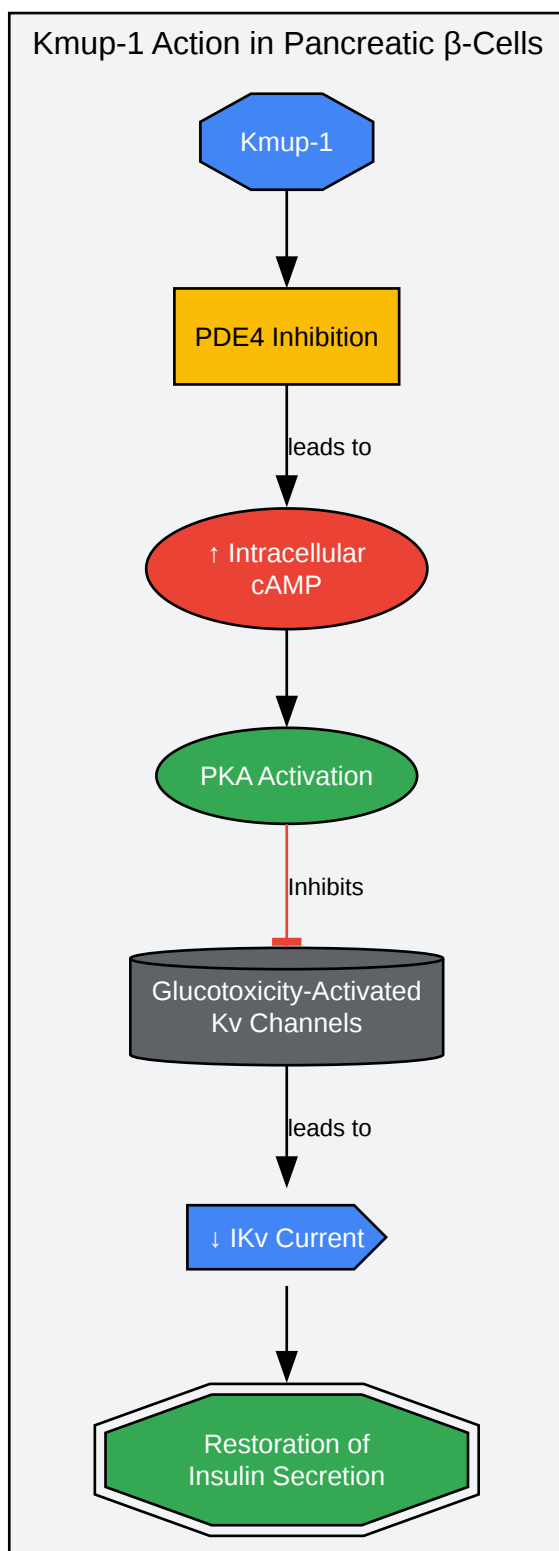 Kmup-1 Action in Pancreatic β-Cells
Kmup-1
PDE4 Inhibition
leads to
↑ Intracellular
cAMP
PKA Activation
Inhibits
Glucotoxicity-Activated
Kv Channels
leads to
↓ IKv Current
Restoration of
Insulin Secretion